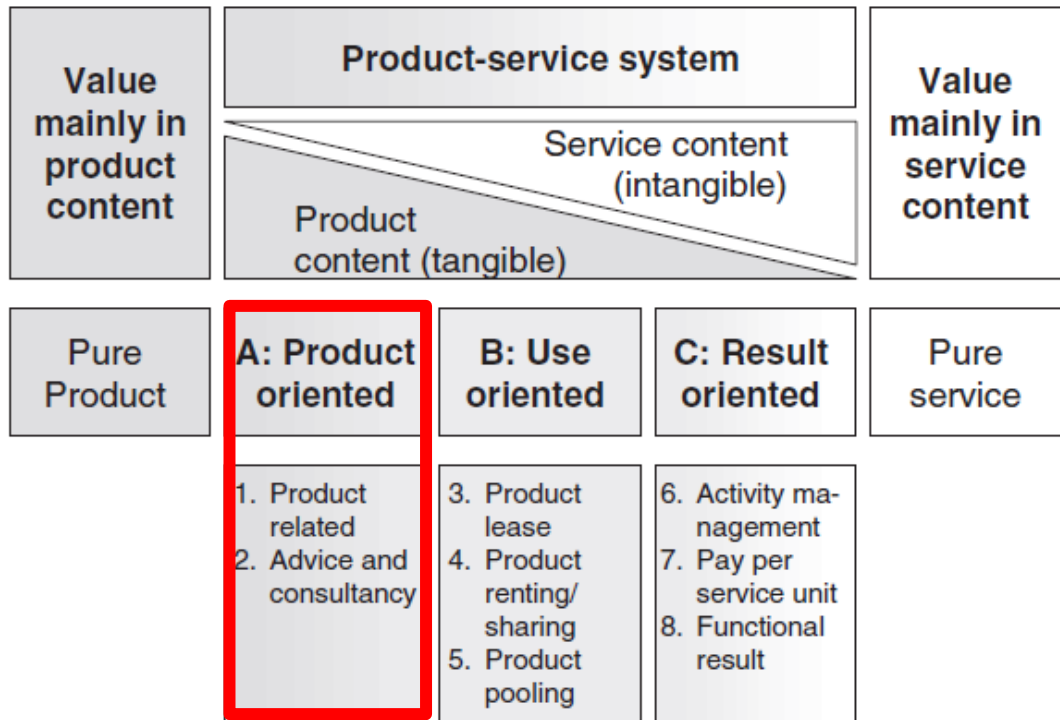 Value
mainly in
product
content
Product-service system
Service content
(intangible)
Product
content (tangible)
Value
mainly in
service
content
Pure
Product
A: Product
oriented
B: Use
oriented
C: Result
oriented
Pure
service
1. Product
related
2. Advice and
consultancy
3. Product
lease
4. Product
renting/
sharing
5. Product
pooling
6. Activity ma-
nagement
7. Pay per
service unit
8. Functional
result